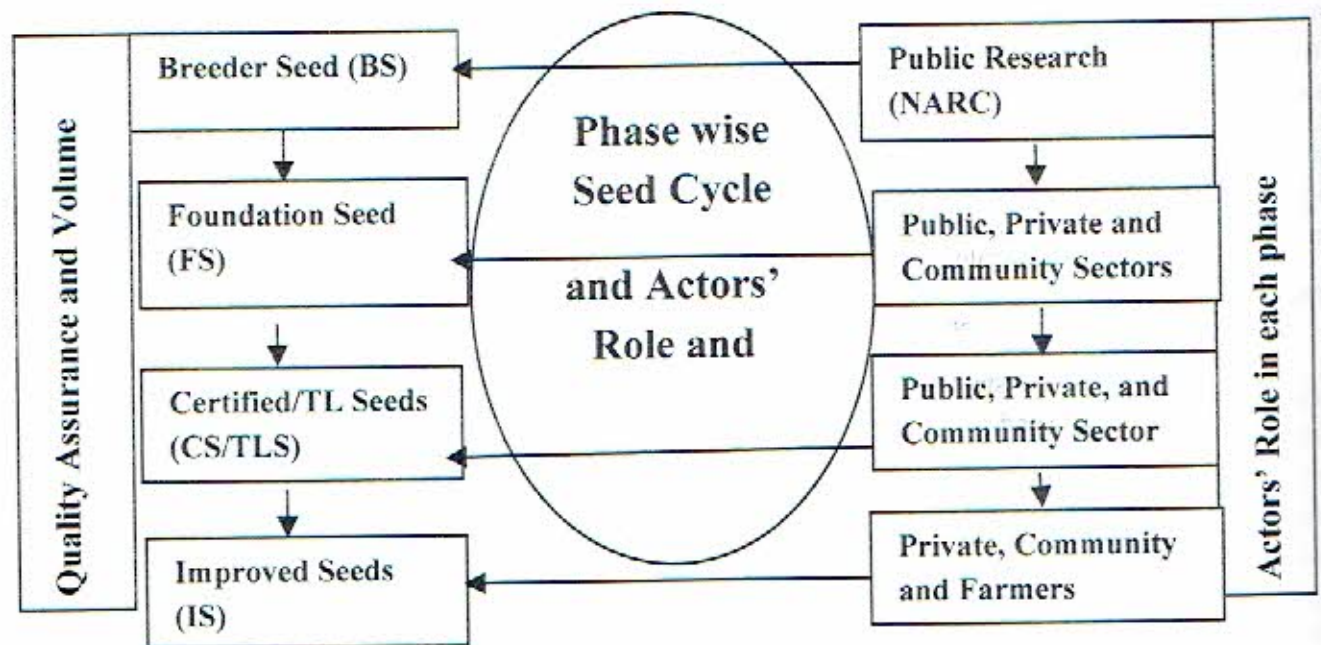 Quality Assurance and Volume
Breeder Seed (BS)
Foundation Seed
(FS)
Certified/TL Seeds
(CS/TLS)
Improved Seeds
(IS)
Phase wise
Seed Cycle
and Actors’
Role and
Public Research
(NARC)
Public, Private and
Community Sectors
Public, Private, and
Community Sector
Private, Community
and Farmers
Actors’ Role in each phase